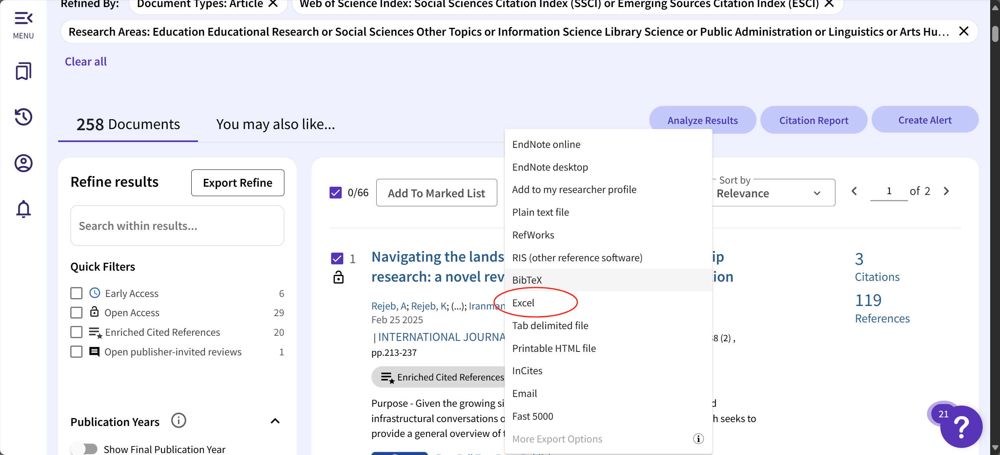 Refined By: Document Types: Article Web of Science Index: Social Sciences Citation Index (SSCI) or Emerging Sources Citation Index (ESCI)
MENU
Research Areas: Education Educational Research or Social Sciences Other Topics or Information Science Library Science or Public Administration or Linguistics or Arts Hu...
Clear all
258 Documents
You may also like...
Analyze Results
Citation Report
Create Alert
Refine results
Export Refine
Search within results...
Quick Filters
Early Access 6
Open Access 29
Enriched Cited References 20
Open publisher-invited reviews 1
Publication Years
Show Final Publication Year
0/66
Add To Marked List
Sort by
Relevance
1 of 2
EndNote online
EndNote desktop
Add to my researcher profile
Plain text file
RefWorks
RIS (other reference software)
BibTeX
Excel
Tab delimited file
Printable HTML file
InCites
Email
Fast 5000
More Export Options
1
Navigating the lands ip
research: a novel rev tion
Rejeb, A; Rejeb, K; (...); Iranman
Feb 25 2025
| INTERNATIONAL JOURNA 38 (2) ,
pp.213-237
Enriched Cited References
Purpose - Given the growing si d
infrastructural conversations o h seeks to
provide a general overview of t
3
Citations
119
References
21